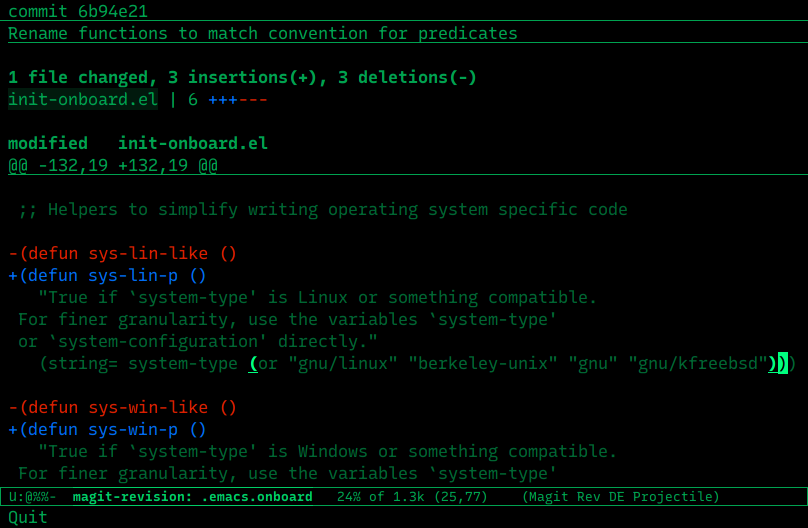 commit 6b94e21
Rename functions to match convention for predicates
1 file changed, 3 insertions(+), 3 deletions(-)
init-onboard.el | 6 +++---
modified   init-onboard.el
@@ -132,19 +132,19 @@
 ;; Helpers to simplify writing operating system specific code
-(defun sys-lin-like ()
+(defun sys-lin-p ()
   "True if `system-type' is Linux or something compatible.
 For finer granularity, use the variables `system-type'
 or `system-configuration' directly."
   (string= system-type (or "gnu/linux" "berkeley-unix" "gnu" "gnu/kfreebsd")))
-(defun sys-win-like ()
+(defun sys-win-p ()
   "True if `system-type' is Windows or something compatible.
 For finer granularity, use the variables `system-type'
U:@%%-  magit-revision: .emacs.onboard   24% of 1.3k (25,77)    (Magit Rev DE Projectile)
Quit